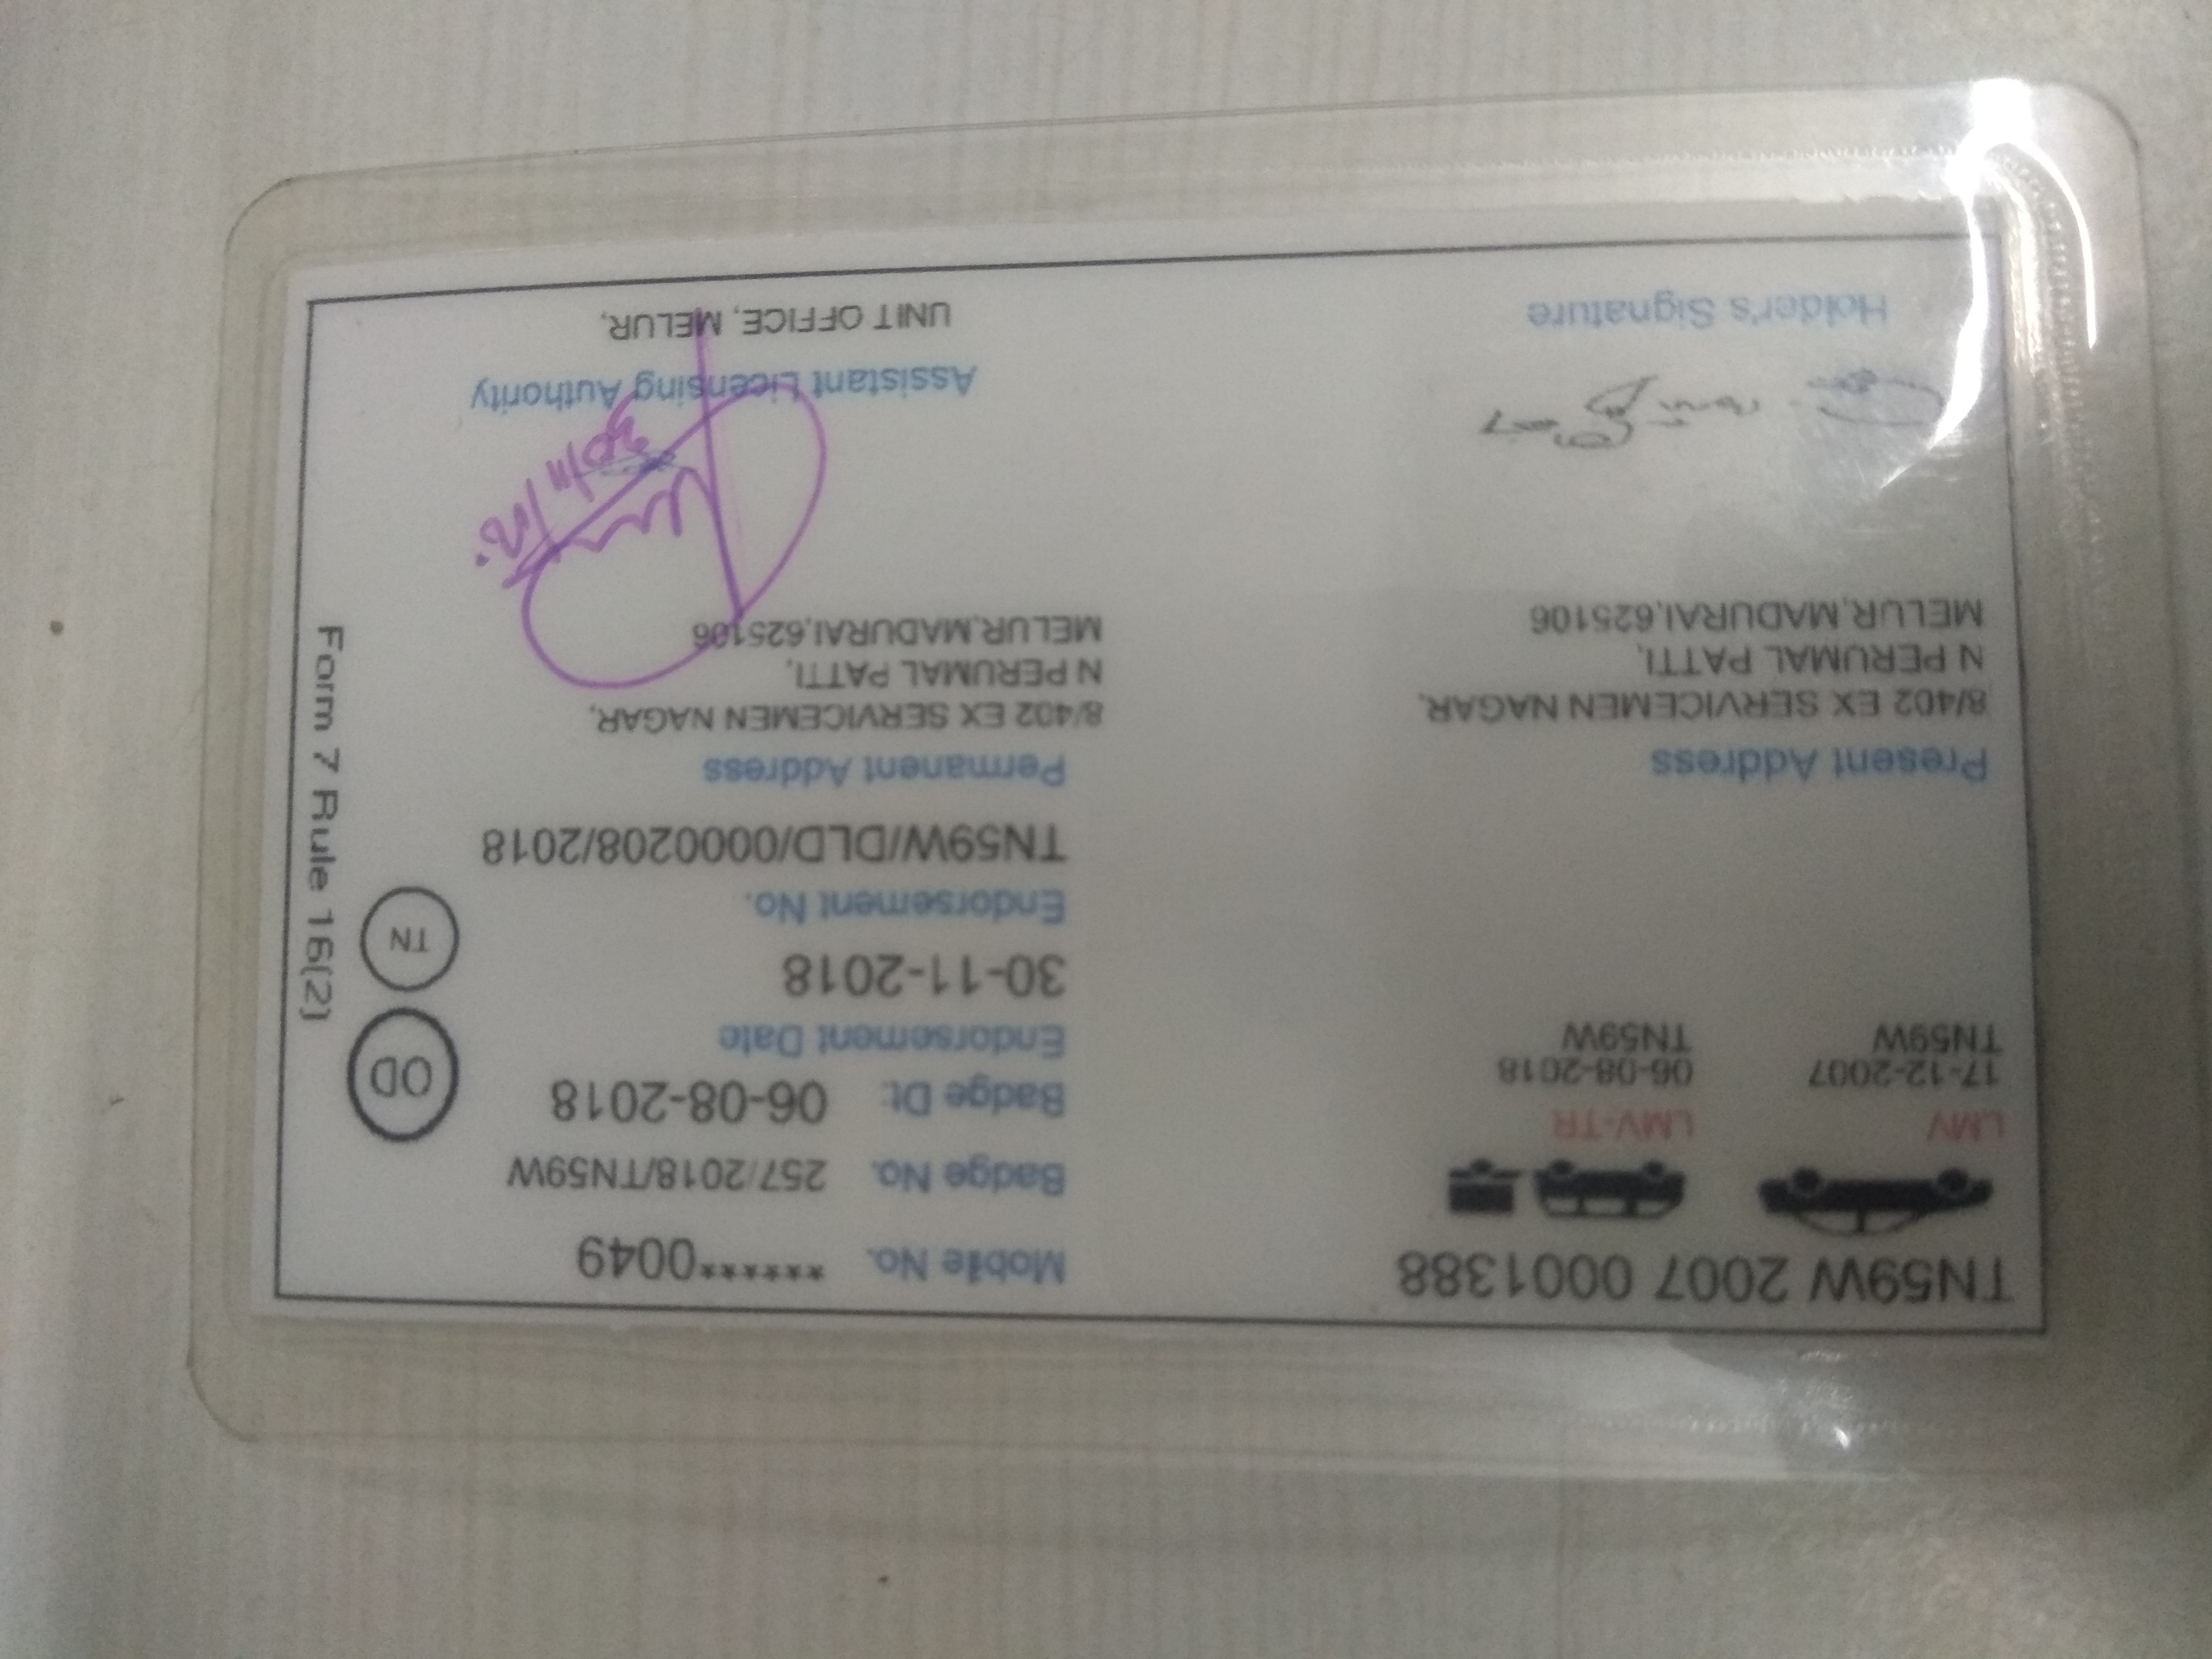 TN59W 2007 0001388
LMV
17-12-2007
TN59W
LMV-TR
06-08-2018
TN59W
Present Address
8/402 EX SERVICEMEN NAGAR,
N PERUMAL PATTI,
MELUR,MADURAI,625106
Holder's Signature
Mobile No. ******0049
Badge No. 257/2018/TN59W
Badge Dt: 06-08-2018
Endorsement Date
30-11-2018
Endorsement No.
TN59W/DLD/0000208/2018
Permanent Address
8/402 EX SERVICEMEN NAGAR,
N PERUMAL PATTI,
MELUR,MADURAI,625106
Assistant Licensing Authority
UNIT OFFICE, MELUR,
OD
TN
Form 7 Rule 16(2)